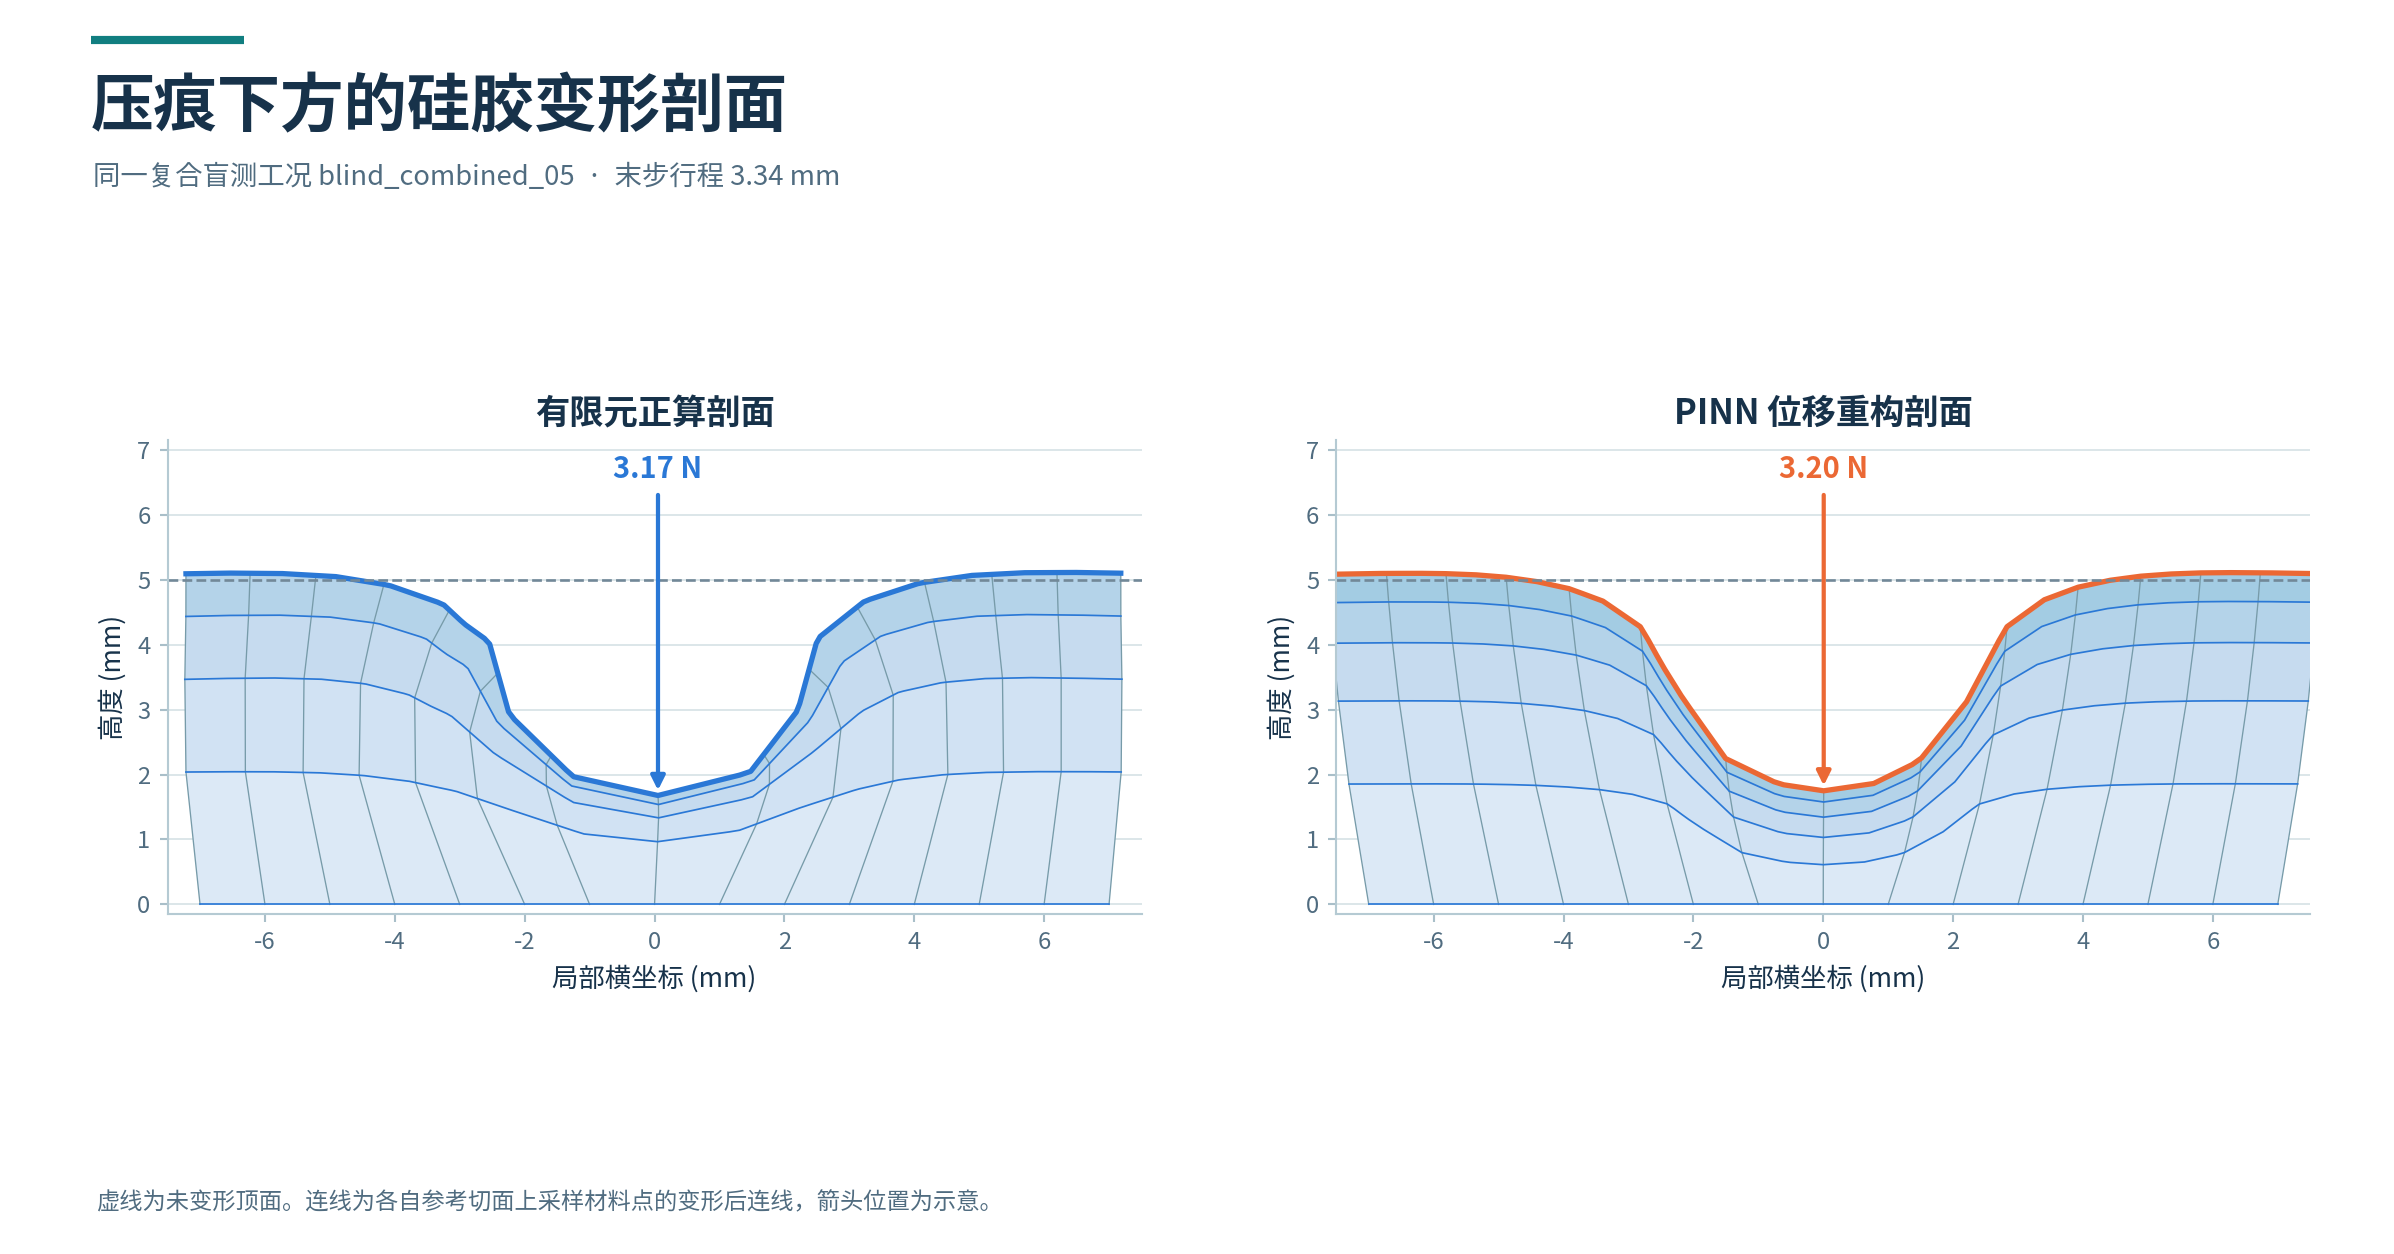 压痕下方的硅胶变形剖面
同一复合盲测工况 blind_combined_05 · 末步行程 3.34 mm
有限元正算剖面
3.17 N
7
6
5
4
3
2
1
0
高度 (mm)
-6 -4 -2 0 2 4 6
局部横坐标 (mm)
PINN 位移重构剖面
3.20 N
7
6
5
4
3
2
1
0
高度 (mm)
-6 -4 -2 0 2 4 6
局部横坐标 (mm)
虚线为未变形顶面。连线为各自参考切面上采样材料点的变形后连线，箭头位置为示意。